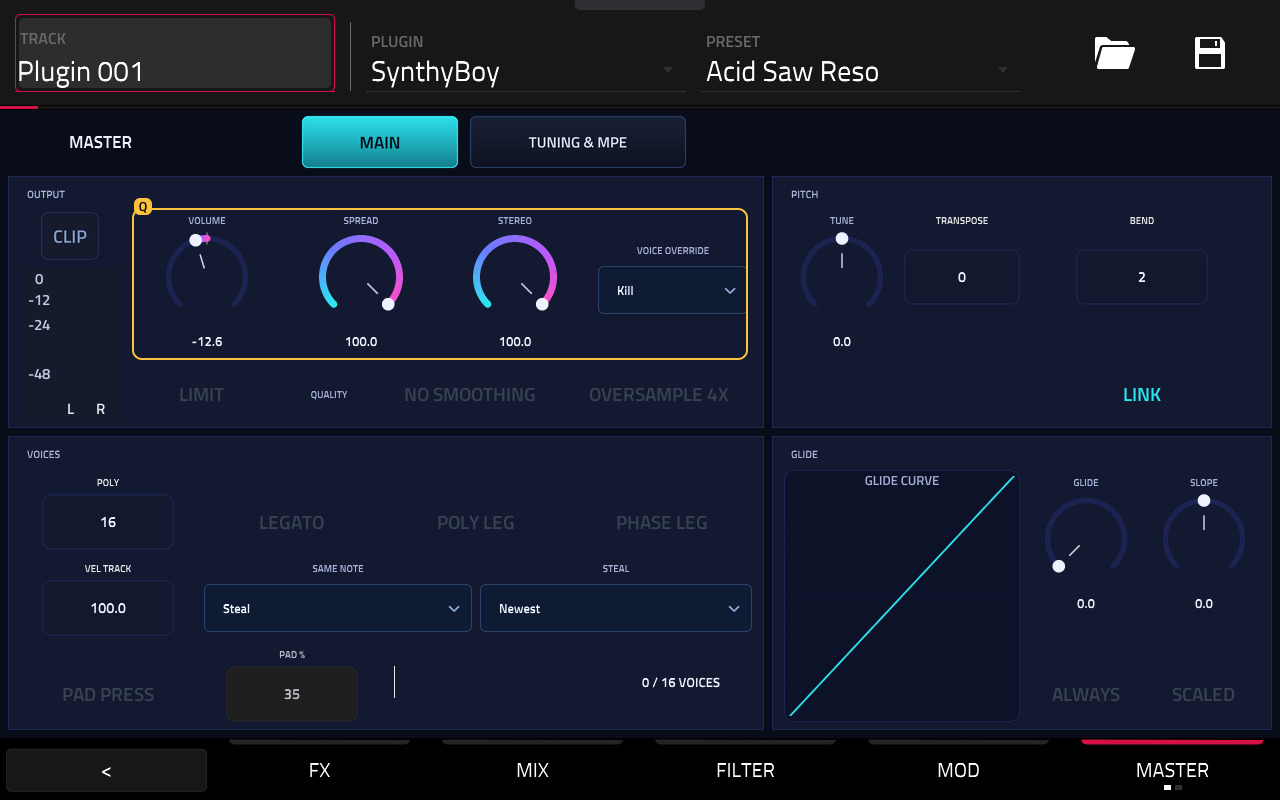 TRACK
Plugin 001
PLUGIN
SynthyBoy
PRESET
Acid Saw Reso
MASTER
MAIN
TUNING & MPE
OUTPUT
CLIP
0
-12
-24
-48
L R
Q
VOLUME
SPREAD
STEREO
VOICE OVERRIDE
Kill
-12.6
100.0
100.0
LIMIT
QUALITY
NO SMOOTHING
OVERSAMPLE 4X
PITCH
TUNE
TRANSPOSE
BEND
0
2
0.0
LINK
VOICES
POLY
16
LEGATO
POLY LEG
PHASE LEG
VEL TRACK
100.0
SAME NOTE
Steal
STEAL
Newest
PAD PRESS
PAD %
35
0 / 16 VOICES
GLIDE
GLIDE CURVE
GLIDE
SLOPE
0.0
0.0
ALWAYS
SCALED
<
FX
MIX
FILTER
MOD
MASTER